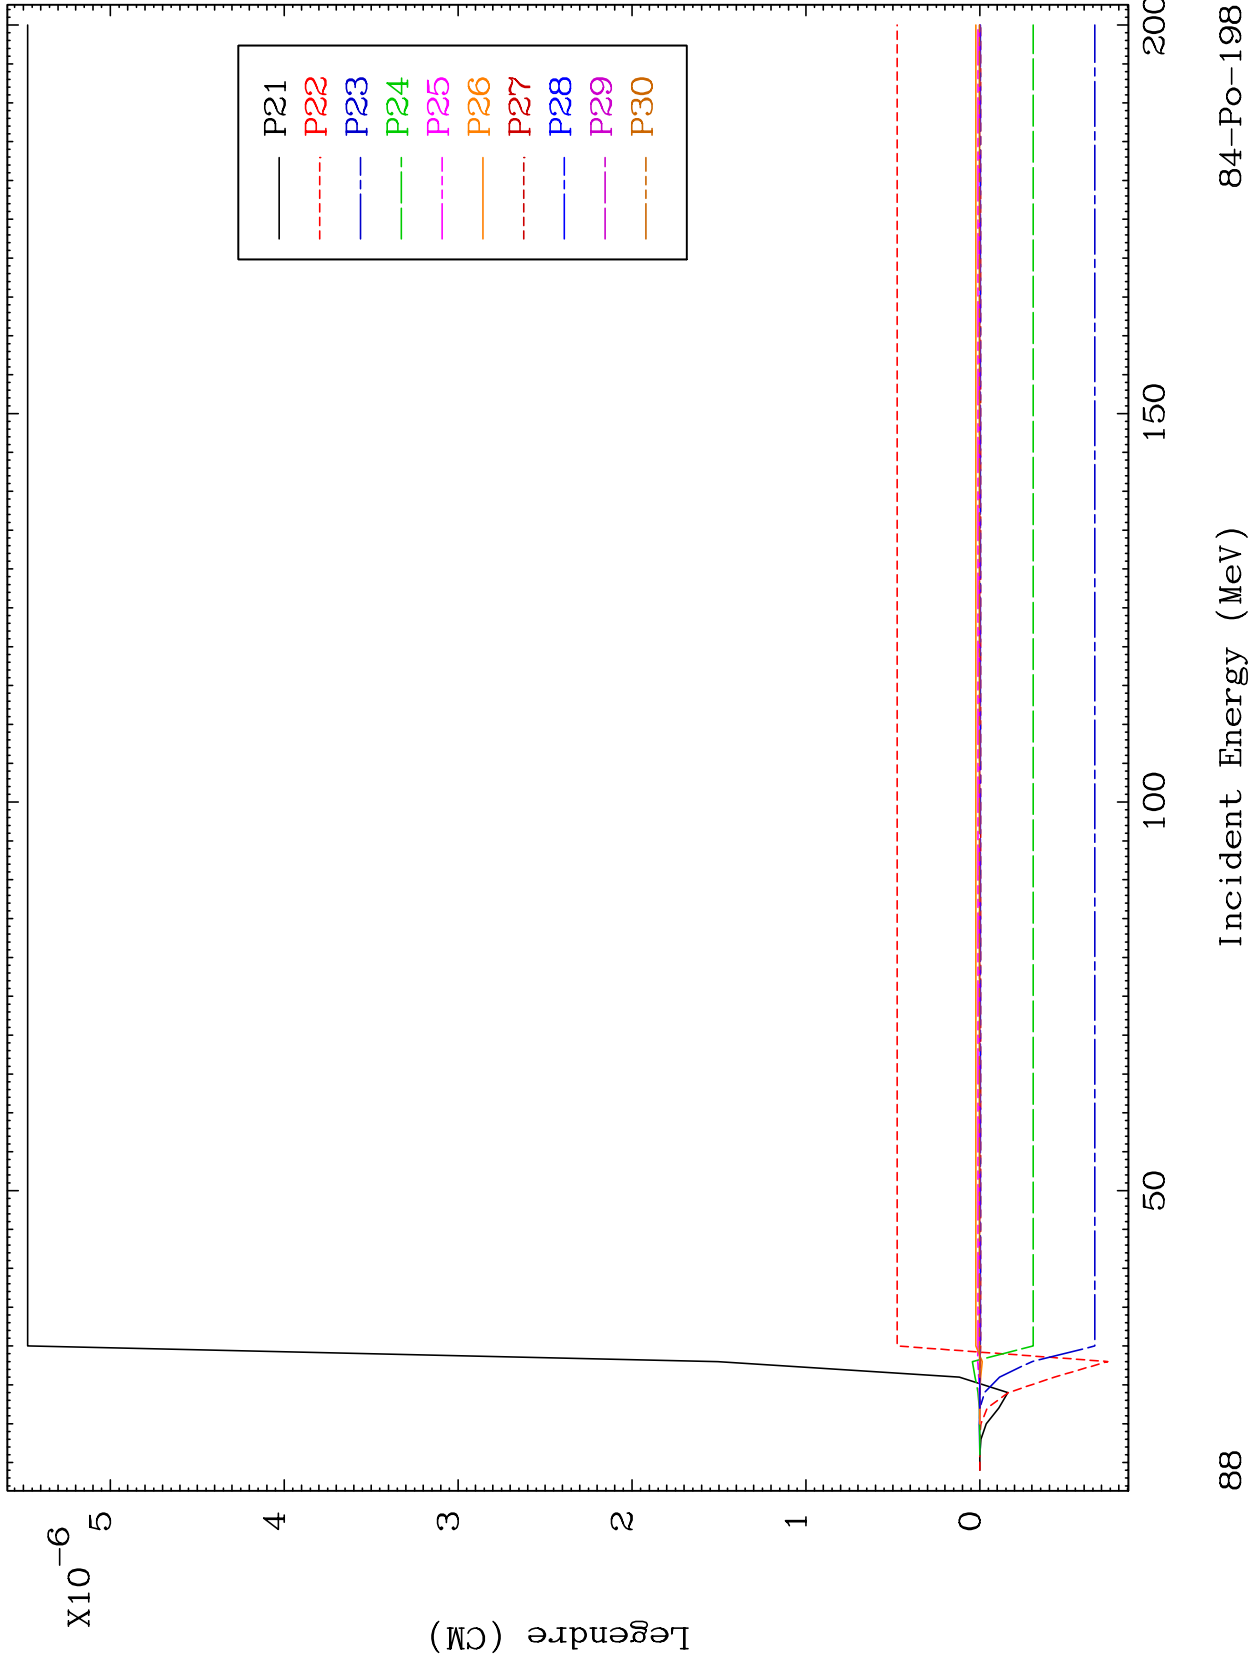 X10⁻⁶
5
4
3
2
1
0
Legendre (CM)
P21
P22
P23
P24
P25
P26
P27
P28
P29
P30
50
100
150
200
Incident Energy (MeV)
88
84-Po-198